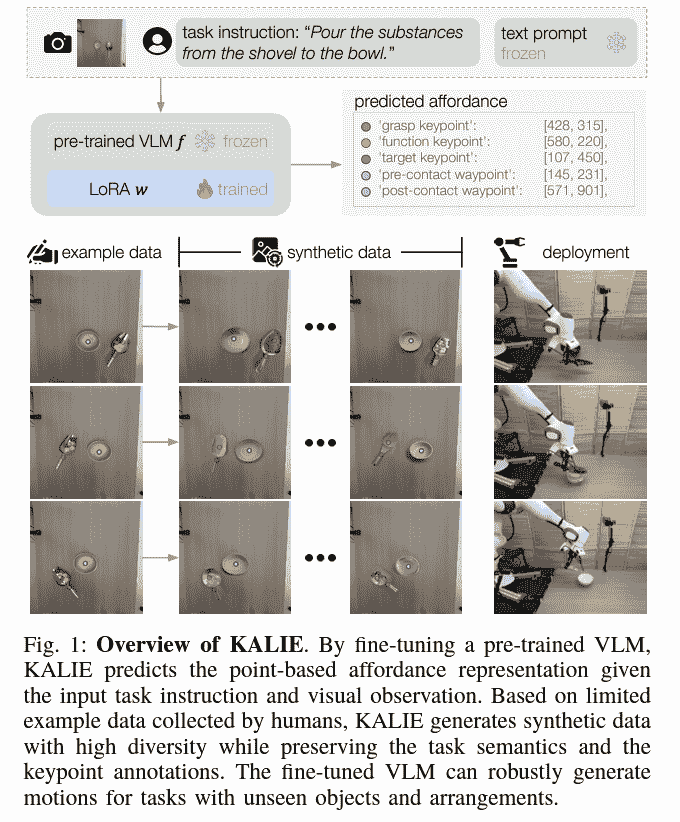 task instruction: “Pour the substances
from the shovel to the bowl.”
text prompt
frozen
pre-trained VLM f frozen
LoRA w trained
predicted affordance
'grasp keypoint': [428, 315],
'function keypoint': [580, 220],
'target keypoint': [107, 450],
'pre-contact waypoint': [145, 231],
'post-contact waypoint': [571, 901],
example data
synthetic data
deployment
Fig. 1: Overview of KALIE. By fine-tuning a pre-trained VLM,
KALIE predicts the point-based affordance representation given
the input task instruction and visual observation. Based on limited
example data collected by humans, KALIE generates synthetic data
with high diversity while preserving the task semantics and the
keypoint annotations. The fine-tuned VLM can robustly generate
motions for tasks with unseen objects and arrangements.